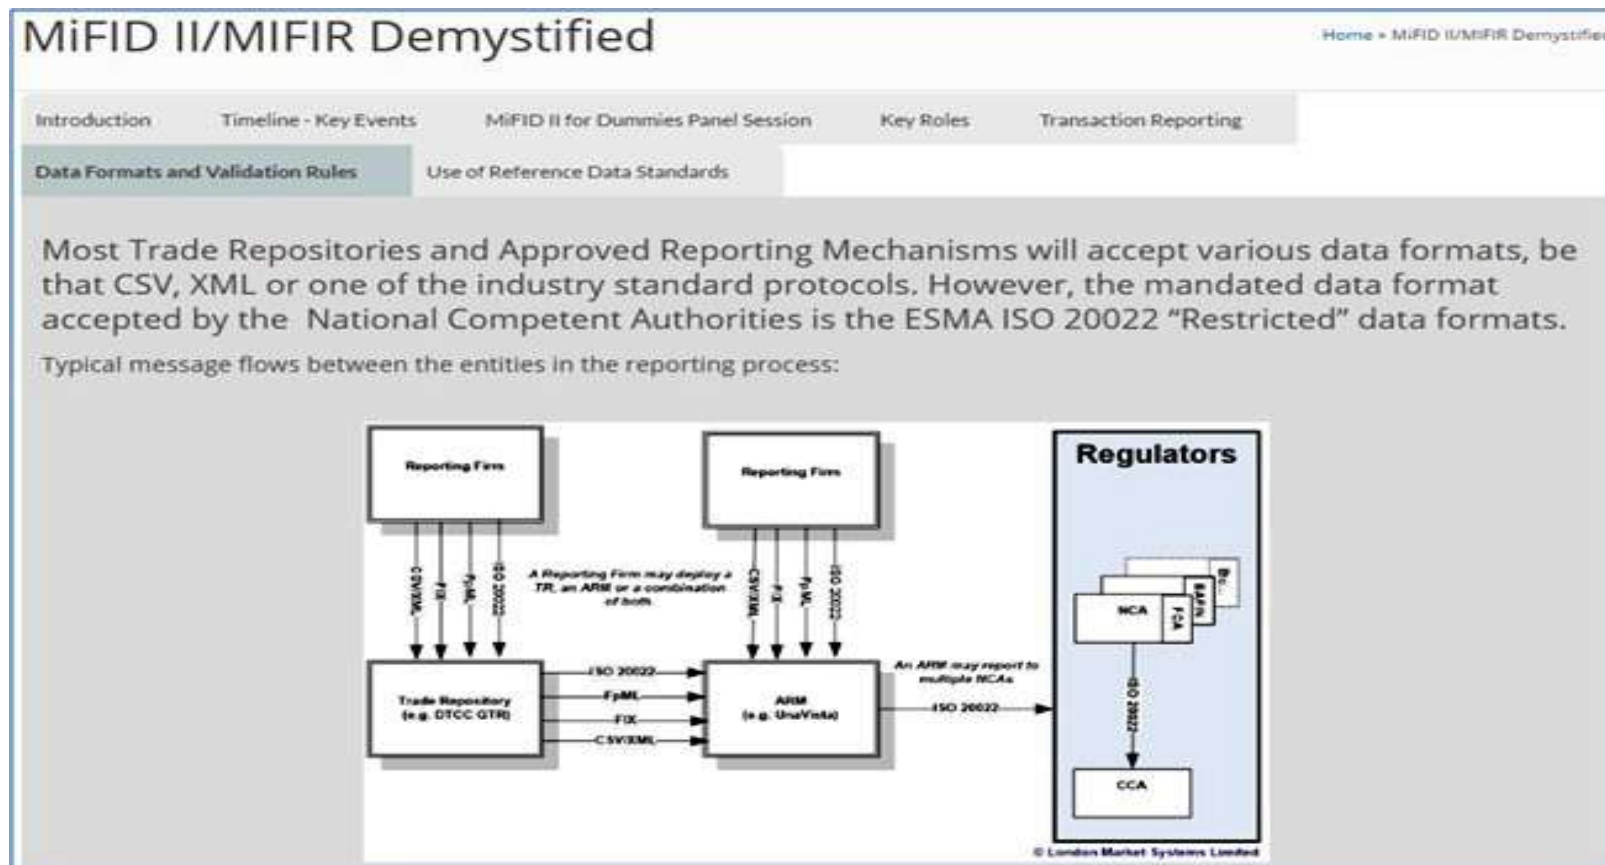 MiFID II/MIFIR Demystified
Home » MiFID II/MIFIR Demystified
Introduction
Timeline - Key Events
MiFID II for Dummies Panel Session
Key Roles
Transaction Reporting
Data Formats and Validation Rules
Use of Reference Data Standards
Most Trade Repositories and Approved Reporting Mechanisms will accept various data formats, be
that CSV, XML or one of the industry standard protocols. However, the mandated data format
accepted by the National Competent Authorities is the ESMA ISO 20022 “Restricted” data formats.
Typical message flows between the entities in the reporting process:
Reporting Firm
Reporting Firm
Regulators
CSV/XML
FIX
FpML
ISO 20022
A Reporting Firm may deploy a
TR, an ARM or a combination
of both.
CSV/XML
FIX
FpML
ISO 20022
NCA
FCA
BAFIN
ISO 20022
FpML
FIX
CSV/XML
Trade Repository
(e.g. DTCC GTR)
ARM
(e.g. UnaVista)
An ARM may report to
multiple NCAs
ISO 20022
ISO 20022
CCA
© London Market Systems Limited